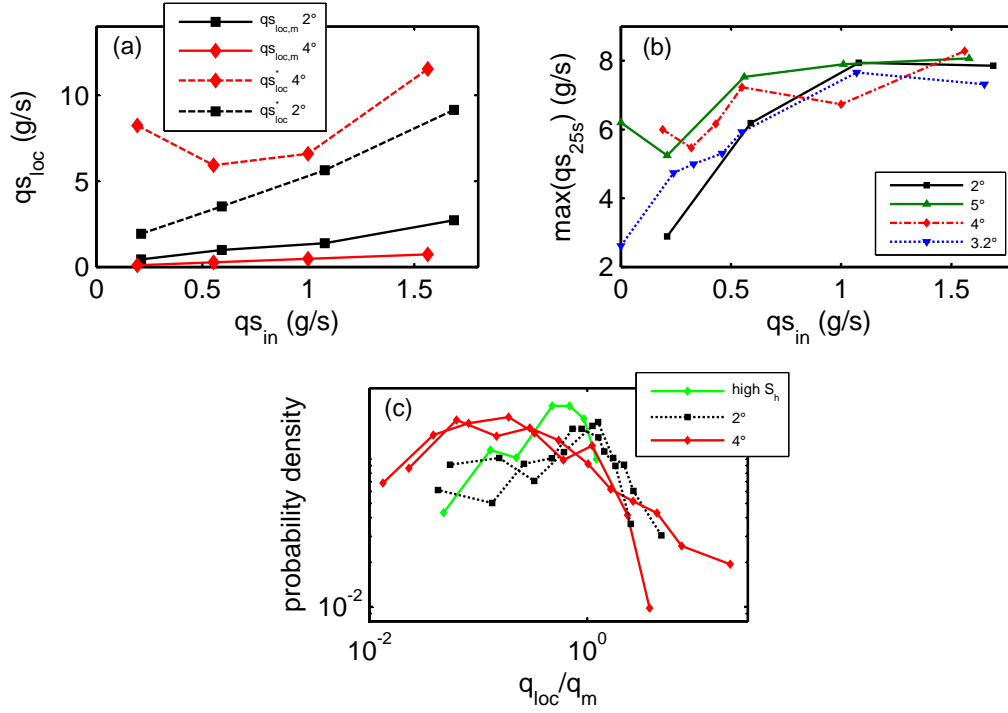 (a)
qs_loc,m 2°
qs_loc,m 4°
qs*_loc 4°
qs*_loc 2°
qs_loc (g/s)
10
5
0
0 0.5 1 1.5
qs_in (g/s)
(b)
max(qs_25s) (g/s)
8
6
4
2
2°
5°
4°
3.2°
0 0.5 1 1.5
qs_in (g/s)
(c)
high S_h
2°
4°
probability density
10^-2
10^-2 10^0
q_loc/q_m